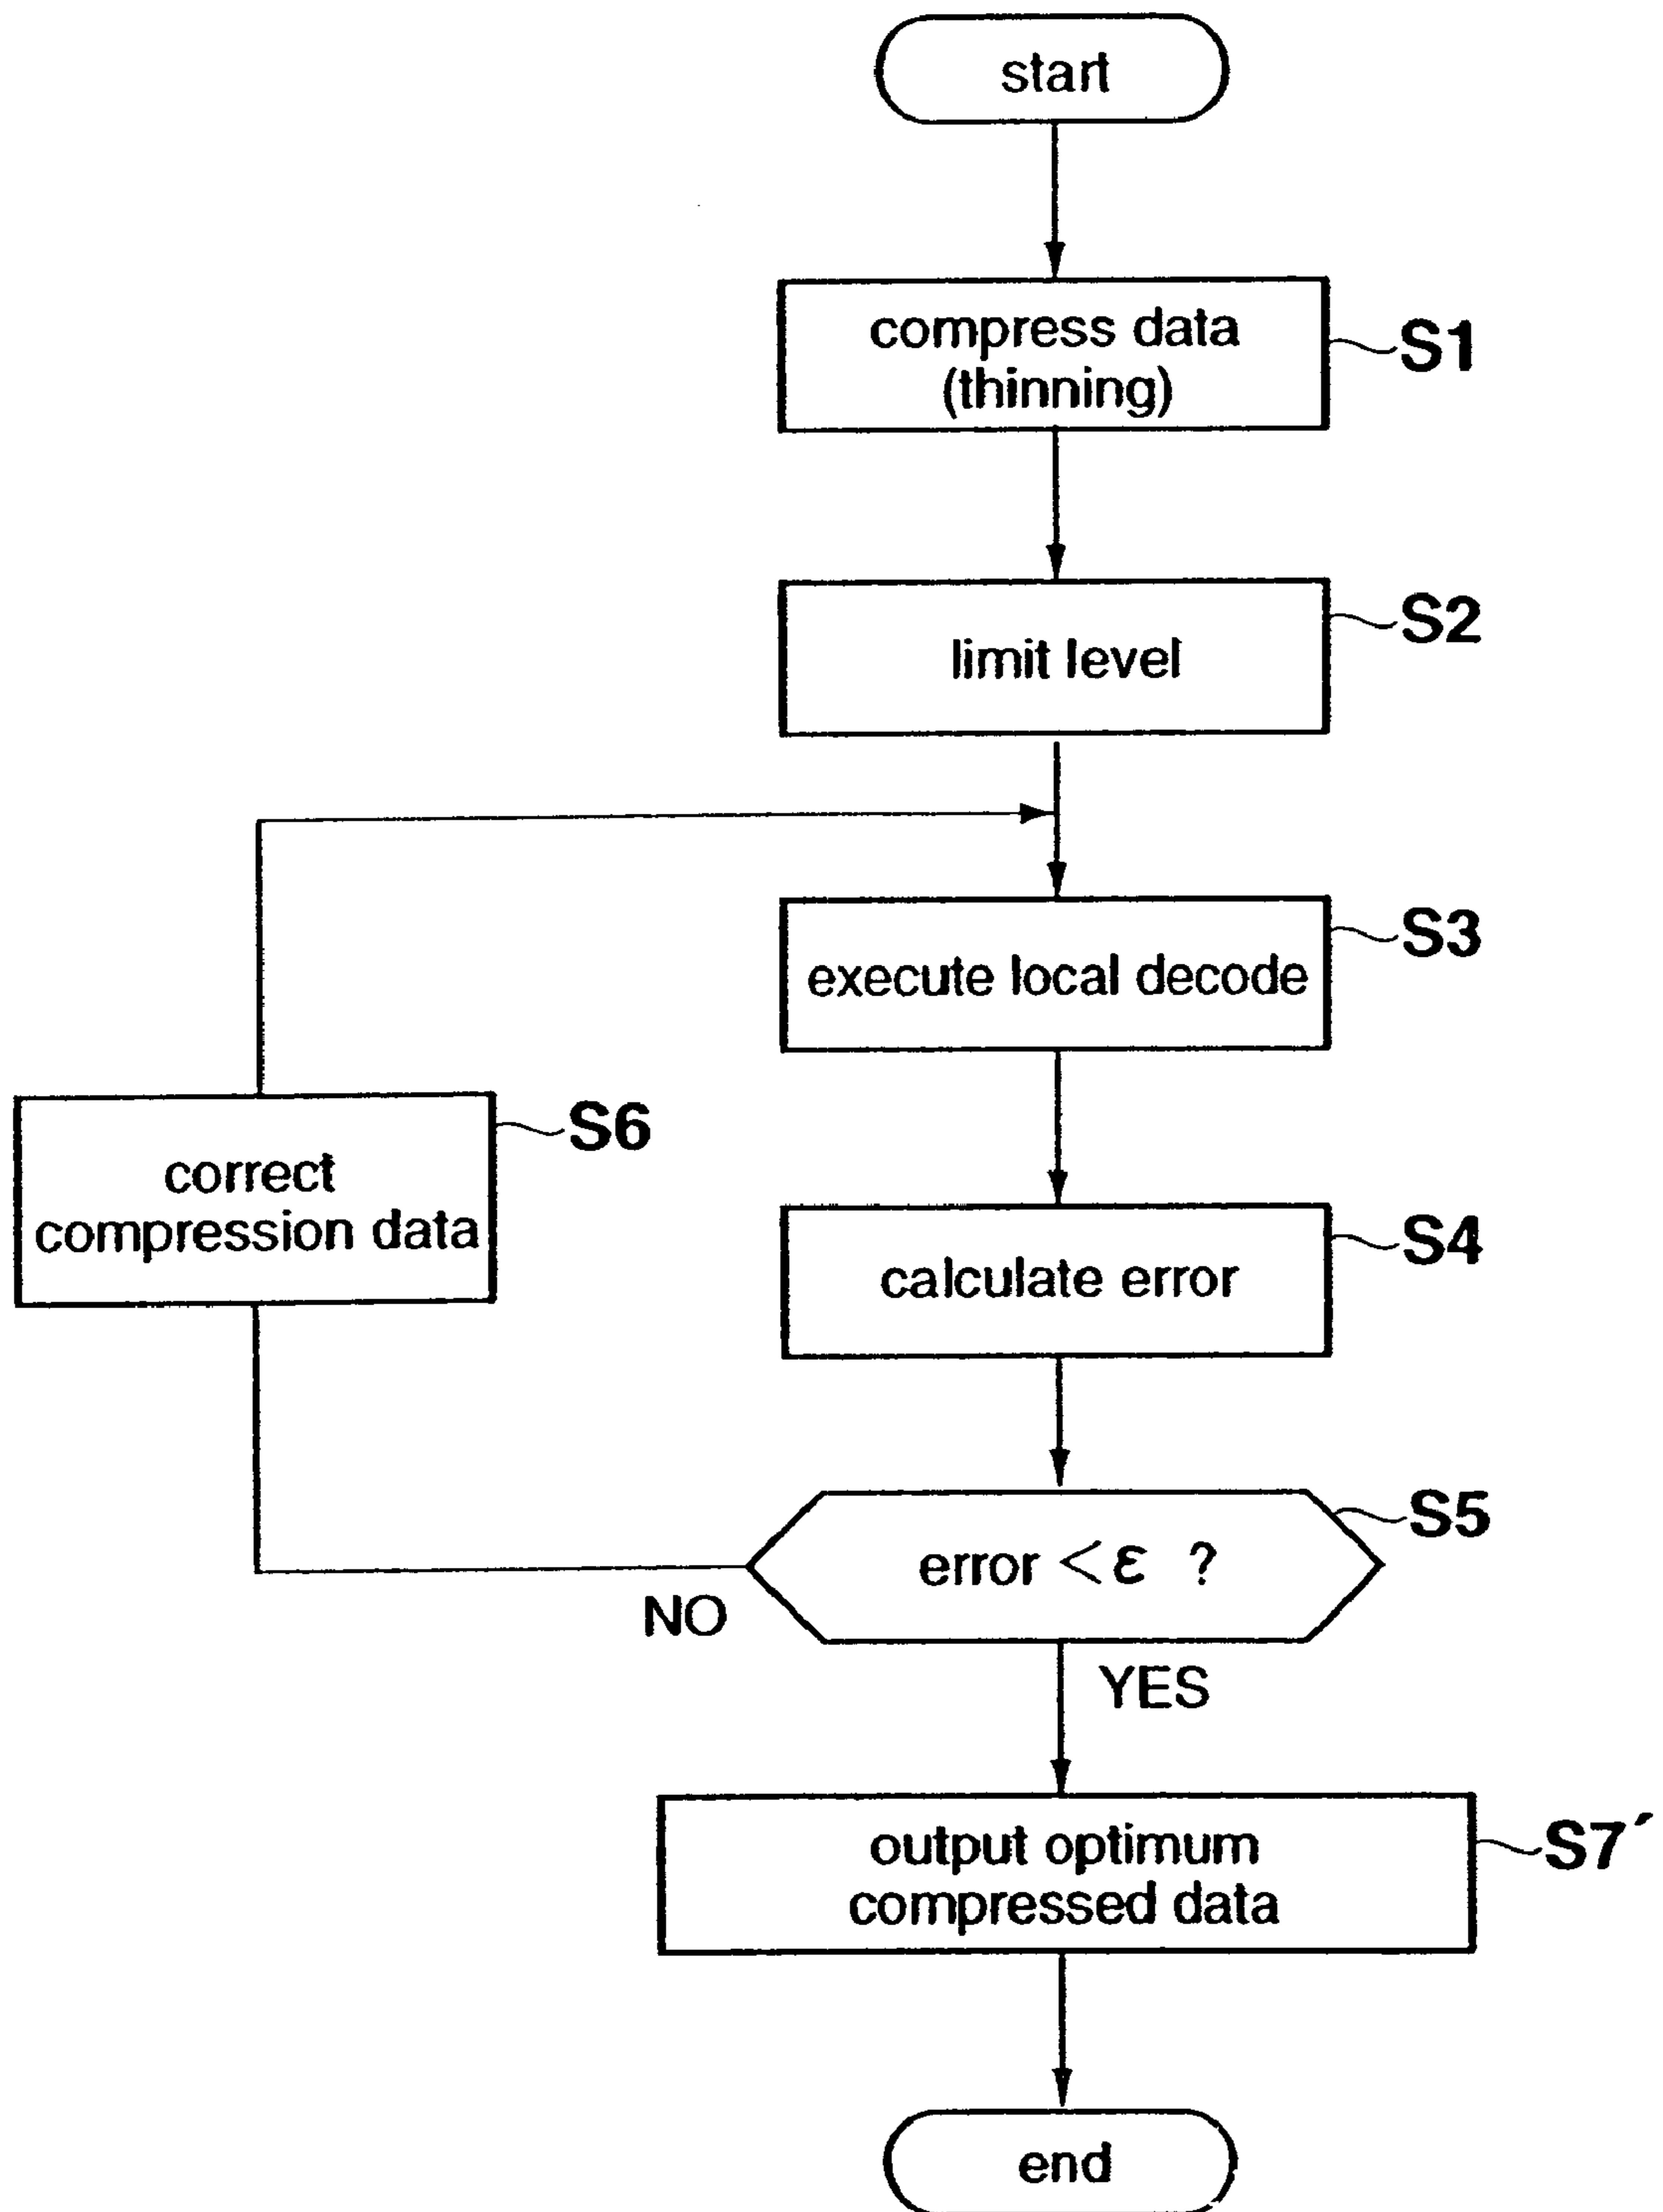 start
compress data
(thinning)
S1
limit level
S2
execute local decode
S3
correct
compression data
S6
calculate error
S4
error <ε ?
S5
NO
YES
output optimum
compressed data
S7´
end